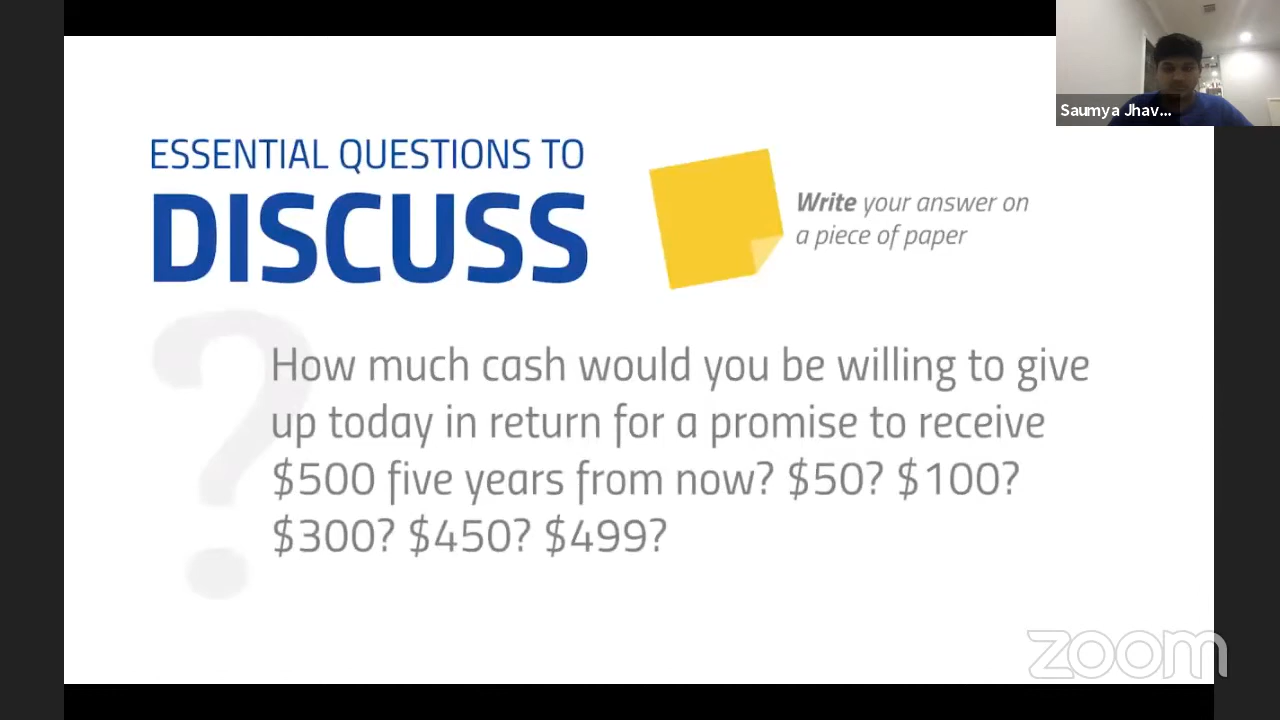 Saumya Jhav...
ESSENTIAL QUESTIONS TO
DISCUSS
Write your answer on
a piece of paper
?
How much cash would you be willing to give
up today in return for a promise to receive
$500 five years from now? $50? $100?
$300? $450? $499?
zoom